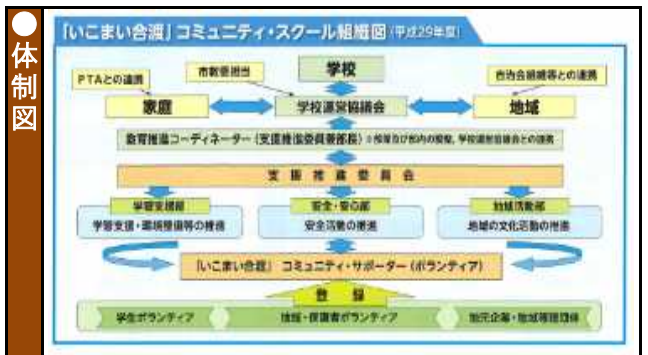 ●体制図
「いこまい合渡」コミュニティ・スクール組織図(平成29年度)
学校
PTAとの連携
市教委担当
自治会組織等との連携
家庭
学校運営協議会
地域
教育推進コーディネーター(支援推進委員兼部長)
支援推進委員会
学習支援部
安全・安心部
地域活動部
学習支援・環境整備等の推進
安全活動の推進
地域の文化活動の推進
「いこまい合渡」コミュニティ・サポーター(ボランティア)
登録
学生ボランティア
地域・保護者ボランティア
地元企業・地域等諸団体